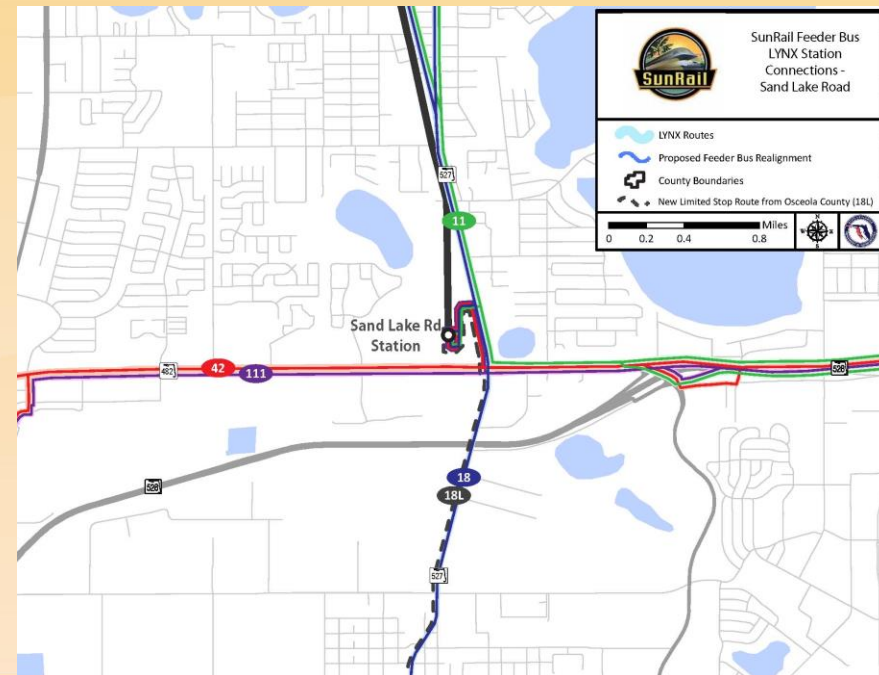 SunRail
SunRail Feeder Bus
LYNX Station
Connections -
Sand Lake Road
LYNX Routes
Proposed Feeder Bus Realignment
County Boundaries
New Limited Stop Route from Osceola County (18L)
Miles
0 0.2 0.4 0.8
527
11
Sand Lake Rd
Station
482
42
111
528
528
18
18L
527